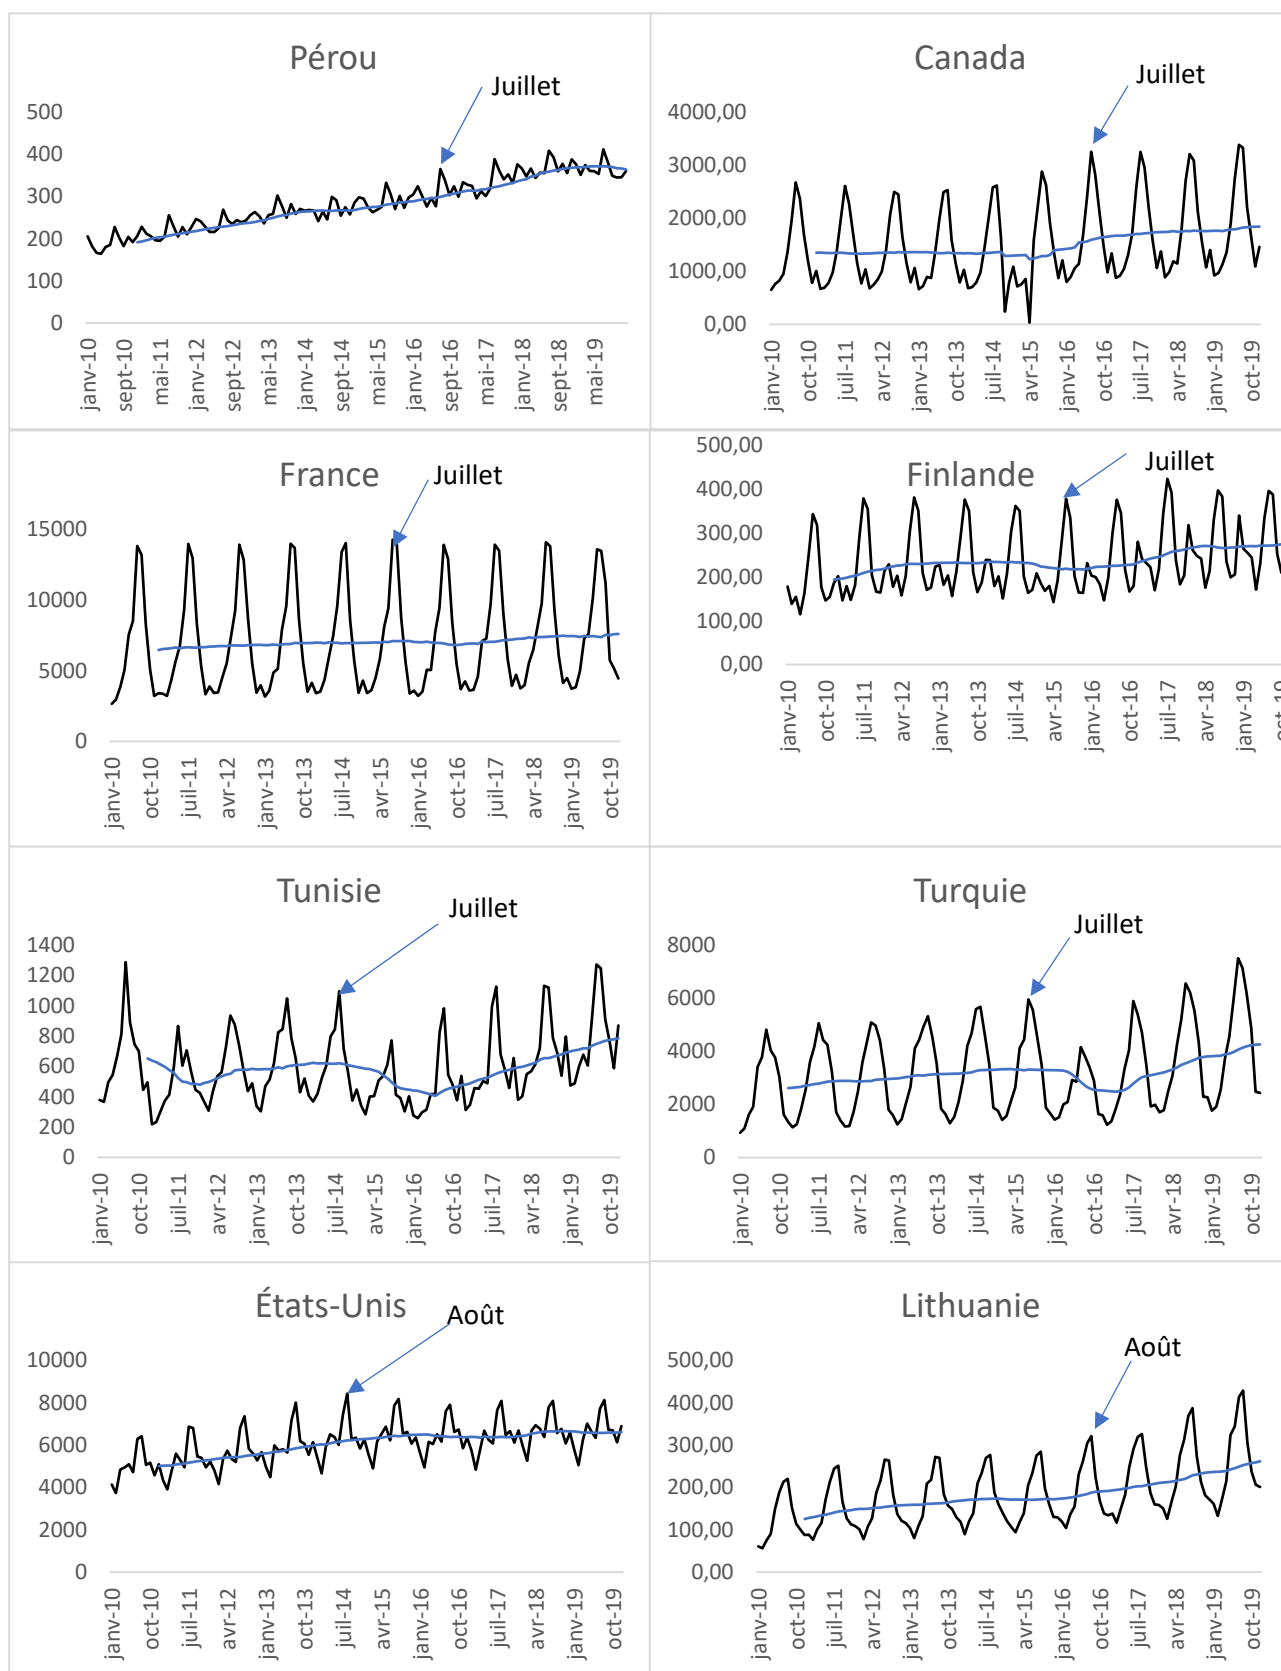 Pérou
Juillet
500
400
300
200
100
0
janv-10
sept-10
mai-11
janv-12
sept-12
mai-13
janv-14
sept-14
mai-15
janv-16
sept-16
mai-17
janv-18
sept-18
mai-19
Canada
Juillet
4000,00
3000,00
2000,00
1000,00
0,00
janv-10
oct-10
juil-11
avr-12
janv-13
oct-13
juil-14
avr-15
janv-16
oct-16
juil-17
avr-18
janv-19
oct-19
France
Juillet
15000
10000
5000
0
janv-10
oct-10
juil-11
avr-12
janv-13
oct-13
juil-14
avr-15
janv-16
oct-16
juil-17
avr-18
janv-19
oct-19
Finlande
Juillet
500,00
400,00
300,00
200,00
100,00
0,00
janv-10
oct-10
juil-11
avr-12
janv-13
oct-13
juil-14
avr-15
janv-16
oct-16
juil-17
avr-18
janv-19
oct-19
Tunisie
Juillet
1400
1200
1000
800
600
400
200
0
janv-10
oct-10
juil-11
avr-12
janv-13
oct-13
juil-14
avr-15
janv-16
oct-16
juil-17
avr-18
janv-19
oct-19
Turquie
Juillet
8000
6000
4000
2000
0
janv-10
oct-10
juil-11
avr-12
janv-13
oct-13
juil-14
avr-15
janv-16
oct-16
juil-17
avr-18
janv-19
oct-19
États-Unis
Août
10000
8000
6000
4000
2000
0
janv-10
oct-10
juil-11
avr-12
janv-13
oct-13
juil-14
avr-15
janv-16
oct-16
juil-17
avr-18
janv-19
oct-19
Lithuanie
Août
500,00
400,00
300,00
200,00
100,00
0,00
janv-10
oct-10
juil-11
avr-12
janv-13
oct-13
juil-14
avr-15
janv-16
oct-16
juil-17
avr-18
janv-19
oct-19